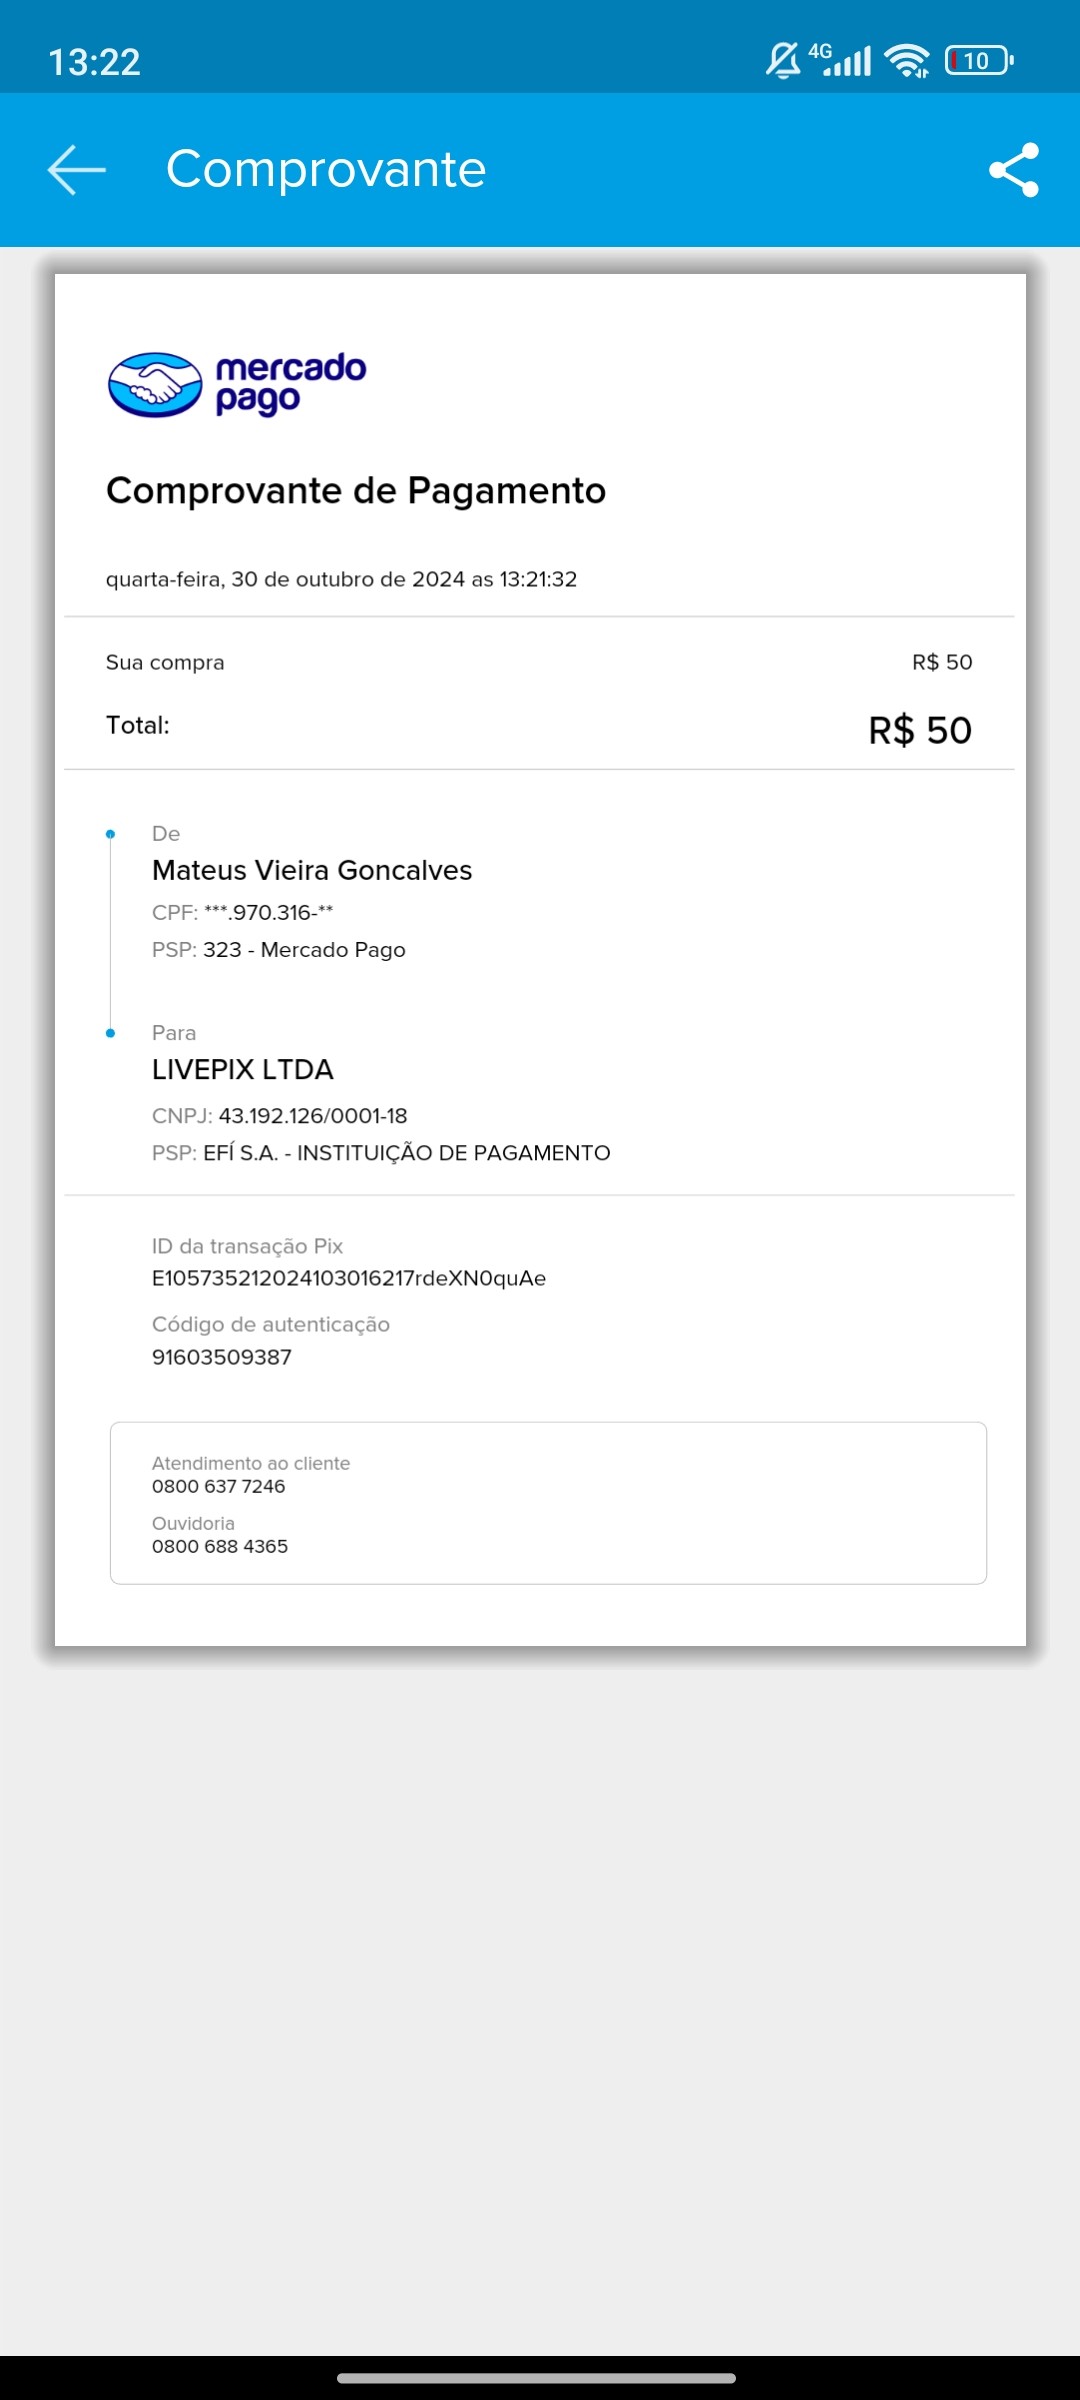 13:22
4G
10
Comprovante
mercado
pago
Comprovante de Pagamento
quarta-feira, 30 de outubro de 2024 as 13:21:32
Sua compra R$ 50
Total: R$ 50
De
Mateus Vieira Goncalves
CPF: ***.970.316-**
PSP: 323 - Mercado Pago
Para
LIVEPIX LTDA
CNPJ: 43.192.126/0001-18
PSP: EFÍ S.A. - INSTITUIÇÃO DE PAGAMENTO
ID da transação Pix
E10573521202410301621​7rdeXN0quAe
Código de autenticação
91603509387
Atendimento ao cliente
0800 637 7246
Ouvidoria
0800 688 4365